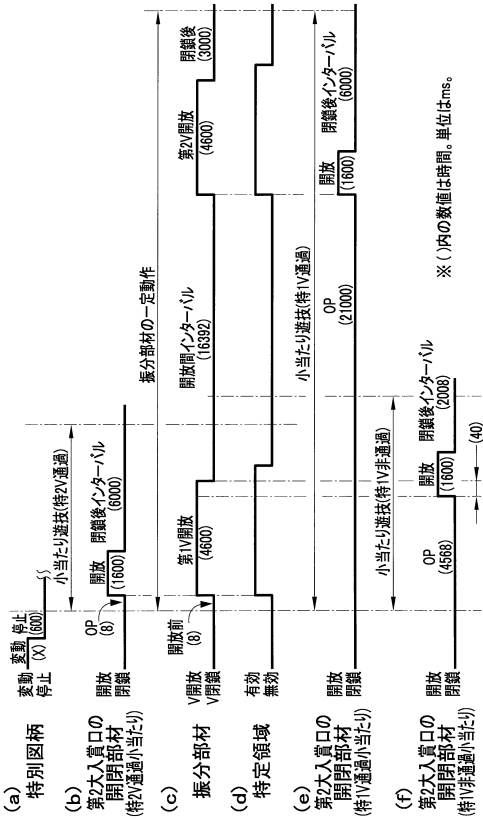 (a)
特別図柄
変動
停止
変動
(X)
停止
(600)
(b)
第2大入賞口の
開閉部材
(特2V通過小当たり)
開放
閉鎖
OP
(8)
開放
(1600)
閉鎖後インターバル
(6000)
小当たり遊技(特2V通過)
(c)
振分部材
V開放
V閉鎖
開放前
(8)
第1V開放
(4600)
開放間インターバル
(16392)
第2V開放
(4600)
閉鎖後
(3000)
振分部材の一定動作
(d)
特定領域
有効
無効
(e)
第2大入賞口の
開閉部材
(特1V通過小当たり)
開放
閉鎖
小当たり遊技(特1V通過)
OP
(21000)
開放
(1600)
閉鎖後インターバル
(6000)
(f)
第2大入賞口の
開閉部材
(特1V非通過小当たり)
開放
閉鎖
小当たり遊技(特1V非通過)
OP
(4568)
開放
(1600)
閉鎖後インターバル
(2008)
(40)
※()内の数値は時間。単位はms。